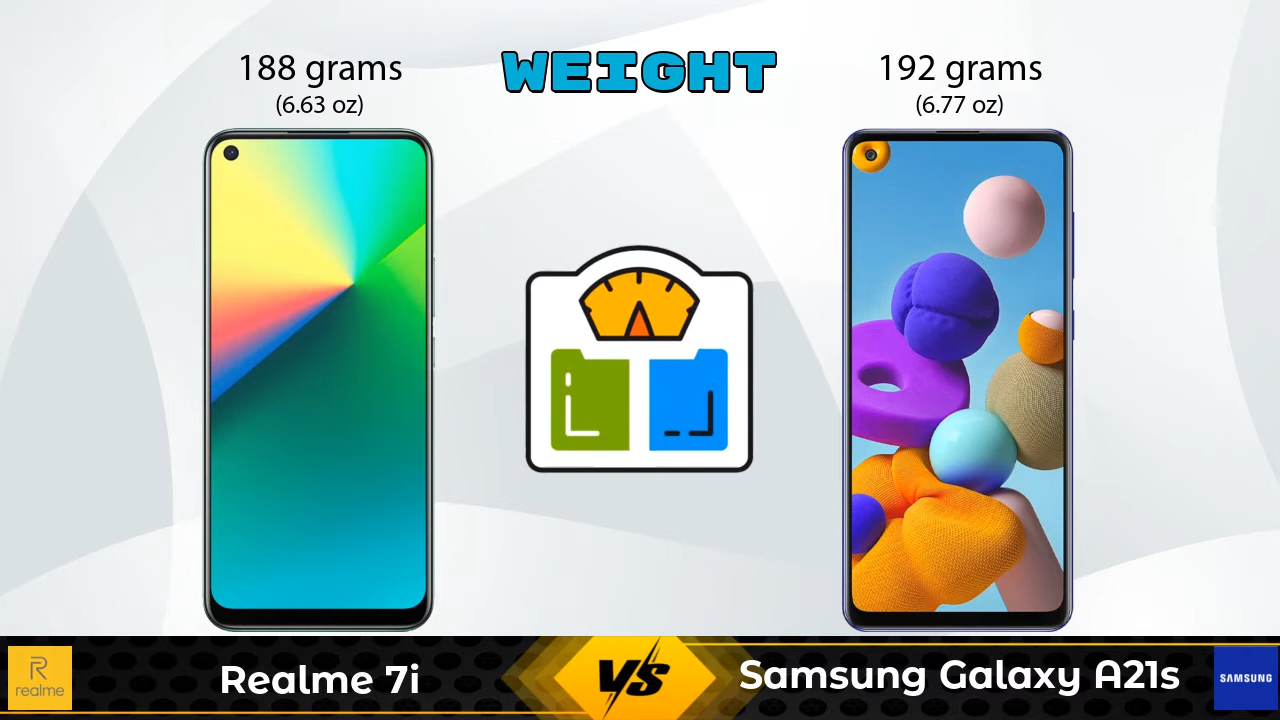 WEIGHT
188 grams
(6.63 oz)
192 grams
(6.77 oz)
R
realme
Realme 7i
VS
Samsung Galaxy A21s
SAMSUNG